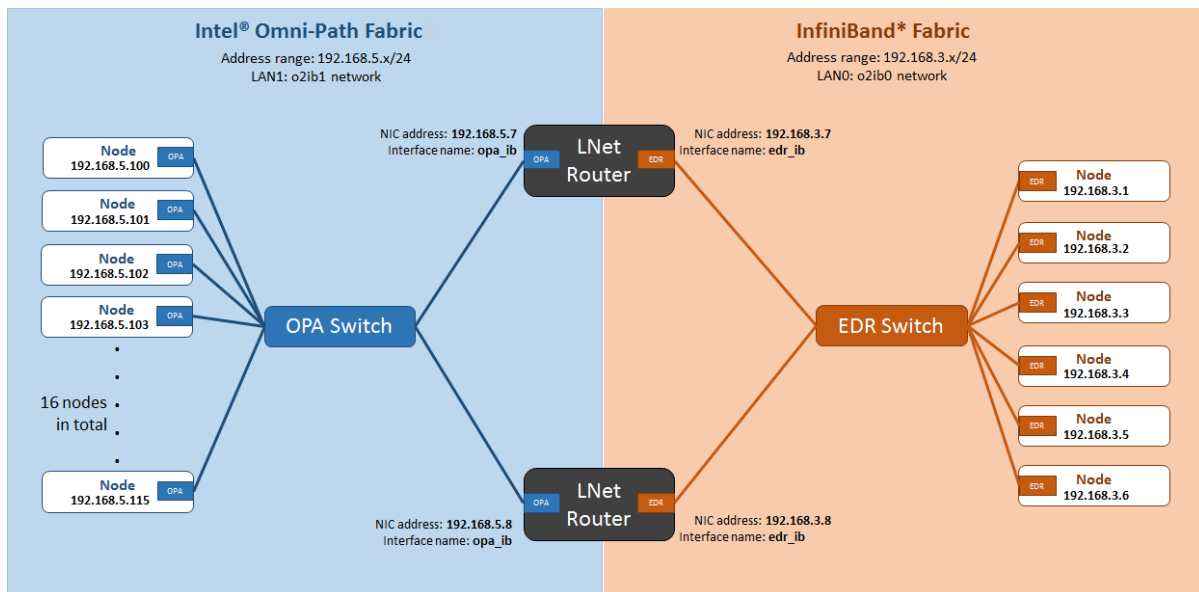 Intel® Omni-Path Fabric
Address range: 192.168.5.x/24
LAN1: o2ib1 network
InfiniBand* Fabric
Address range: 192.168.3.x/24
LAN0: o2ib0 network
Node
192.168.5.100
OPA
Node
192.168.5.101
OPA
Node
192.168.5.102
OPA
Node
192.168.5.103
OPA
16 nodes
in total
Node
192.168.5.115
OPA
OPA Switch
NIC address: 192.168.5.7
Interface name: opa_ib
OPA
LNet
Router
EDR
NIC address: 192.168.3.7
Interface name: edr_ib
NIC address: 192.168.5.8
Interface name: opa_ib
OPA
LNet
Router
EDR
NIC address: 192.168.3.8
Interface name: edr_ib
EDR Switch
EDR
Node
192.168.3.1
EDR
Node
192.168.3.2
EDR
Node
192.168.3.3
EDR
Node
192.168.3.4
EDR
Node
192.168.3.5
EDR
Node
192.168.3.6